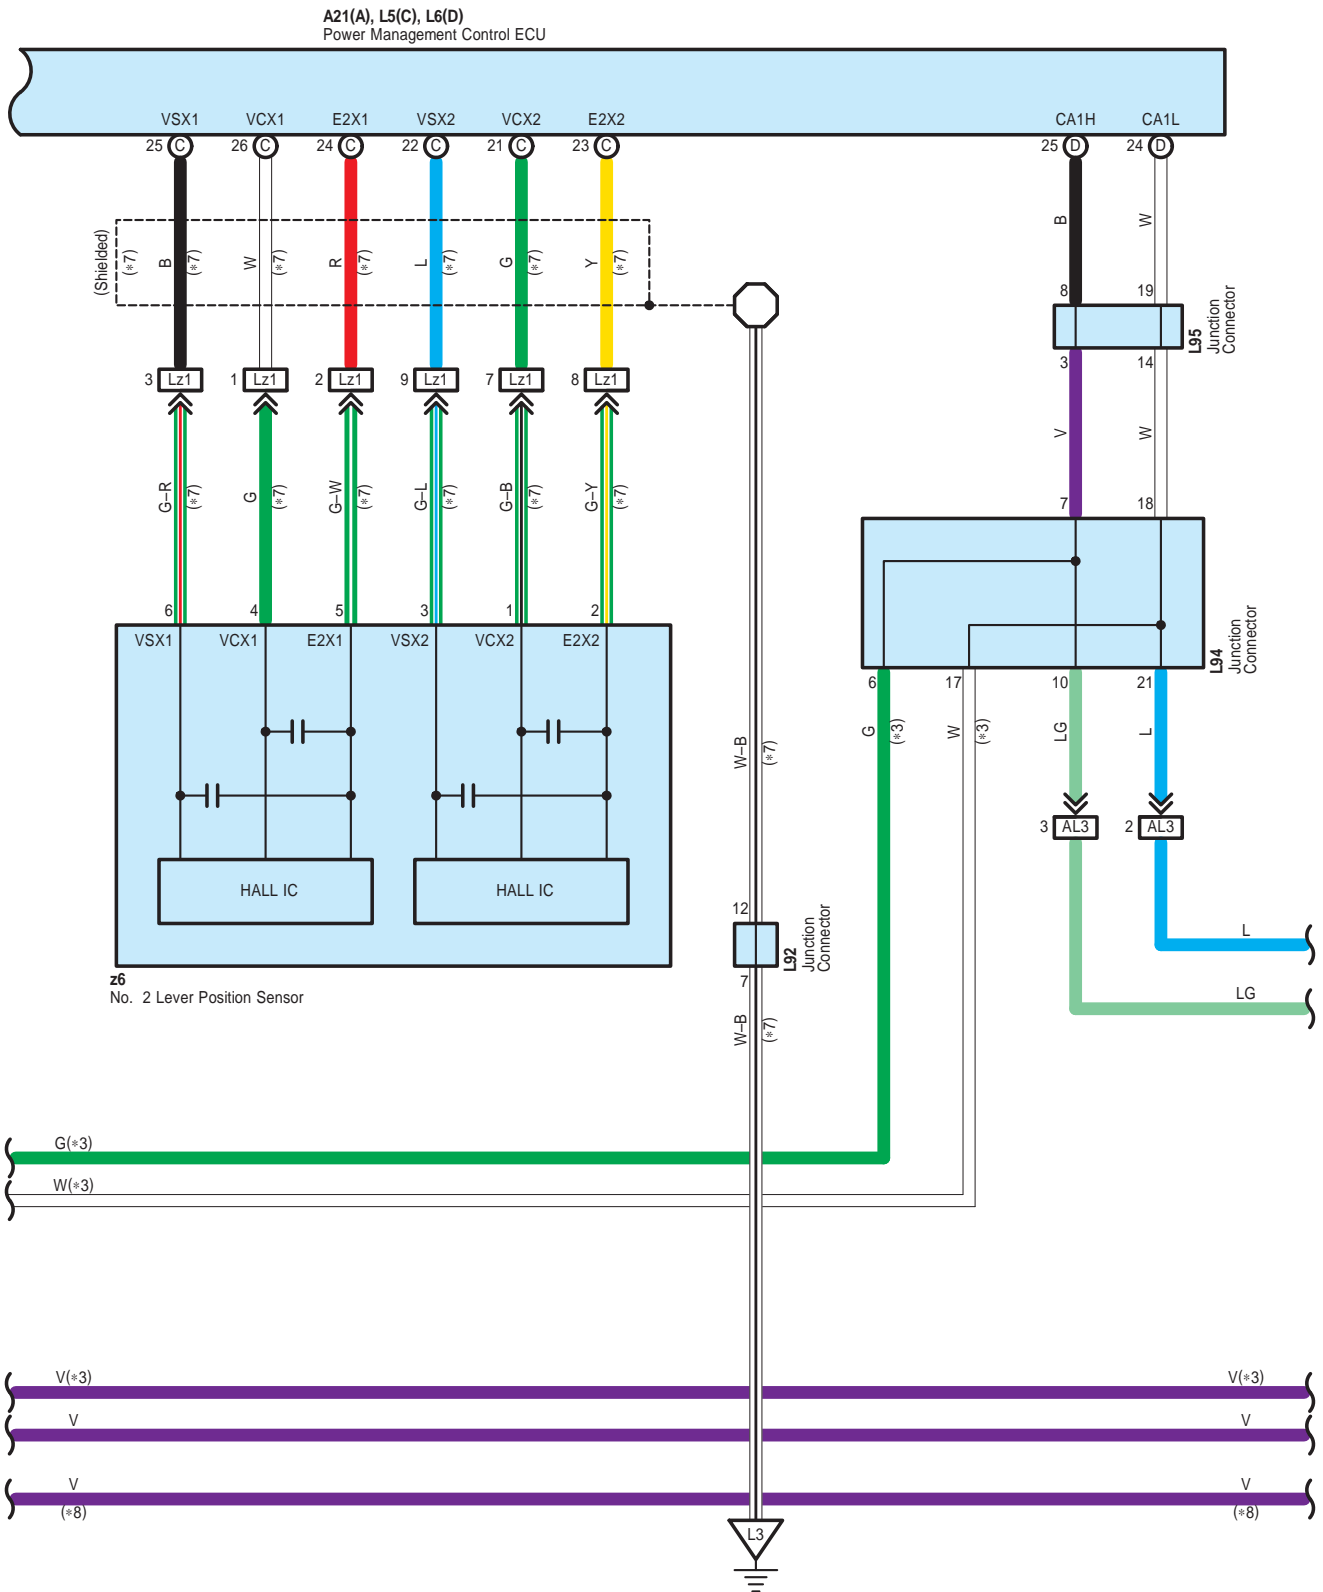 A21(A), L5(C), L6(D)
Power Management Control ECU
VSX1 VCX1 E2X1 VSX2 VCX2 E2X2 CA1H CA1L
25 C 26 C 24 C 22 C 21 C 23 C 25 D 24 D
(Shielded)
(∗7)
B (∗7) W (∗7) R (∗7) L (∗7) G (∗7) Y (∗7)
B W
8 19
L95
Junction
Connector
3 14
3 Lz1 1 Lz1 2 Lz1 9 Lz1 7 Lz1 8 Lz1
V W
G–R (∗7) G (∗7) G–W (∗7) G–L (∗7) G–B (∗7) G–Y (∗7)
7 18
6 4 5 3 1 2
VSX1 VCX1 E2X1 VSX2 VCX2 E2X2
L94
Junction
Connector
6 17 10 21
G (∗3) W (∗3) LG L
W–B (∗7)
3 AL3 2 AL3
HALL IC HALL IC
12
L92
Junction
Connector
7
L
z6
No. 2 Lever Position Sensor
LG
W–B (∗7)
G(∗3)
W(∗3)
V(∗3) V(∗3)
V V
V V
(∗8) (∗8)
L3